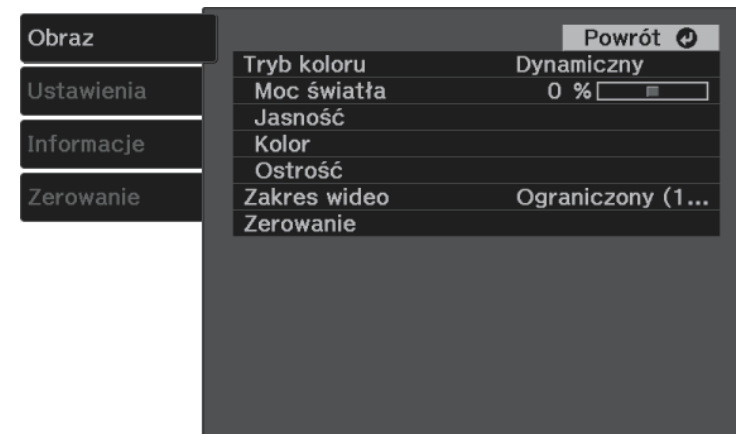 Obraz
Ustawienia
Informacje
Zerowanie
Powrót
Tryb koloru Dynamiczny
Moc światła 0 %
Jasność
Kolor
Ostrość
Zakres wideo Ograniczony (1...
Zerowanie